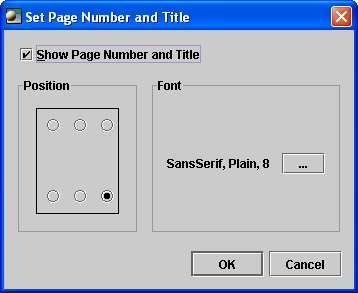 Set Page Number and Title
Show Page Number and Title
Position
Font
SansSerif, Plain, 8
...
OK
Cancel